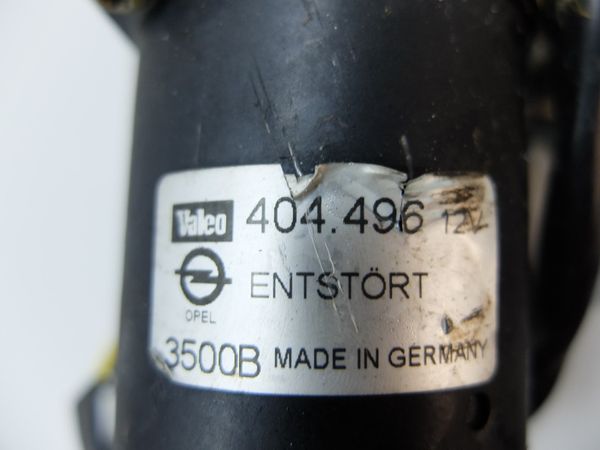 Valeo 404.496 12V
ENTSTÖRT
OPEL
3500B MADE IN GERMANY